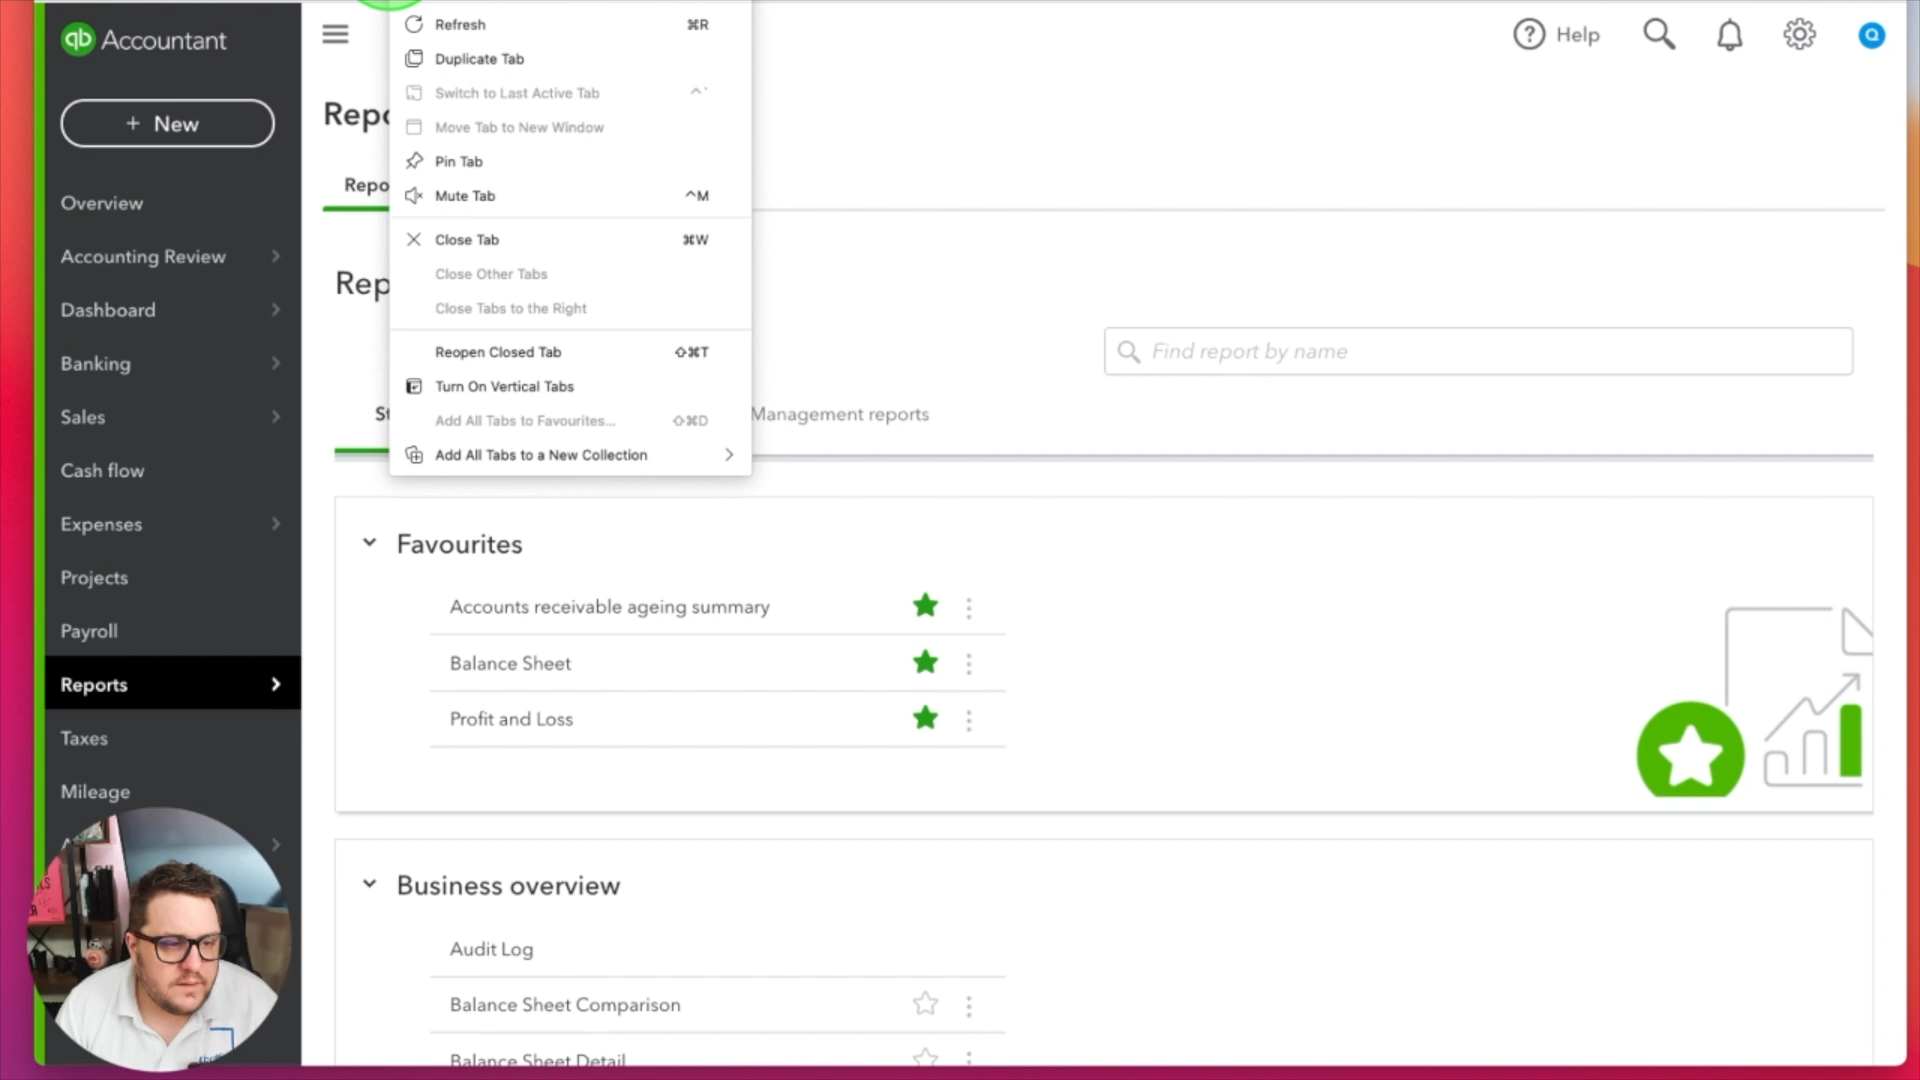 qb Accountant
+ New
Overview
Accounting Review
Dashboard
Banking
Sales
Cash flow
Expenses
Projects
Payroll
Reports
Taxes
Mileage
Refresh ⌘R
Duplicate Tab
Switch to Last Active Tab ^`
Move Tab to New Window
Pin Tab
Mute Tab ^M
Close Tab ⌘W
Close Other Tabs
Close Tabs to the Right
Reopen Closed Tab ⇧⌘T
Turn On Vertical Tabs
Add All Tabs to Favourites... ⇧⌘D
Add All Tabs to a New Collection
Help
Repo
Repo
Rep
Find report by name
St
Management reports
Favourites
Accounts receivable ageing summary
Balance Sheet
Profit and Loss
Business overview
Audit Log
Balance Sheet Comparison
Balance Sheet Detail